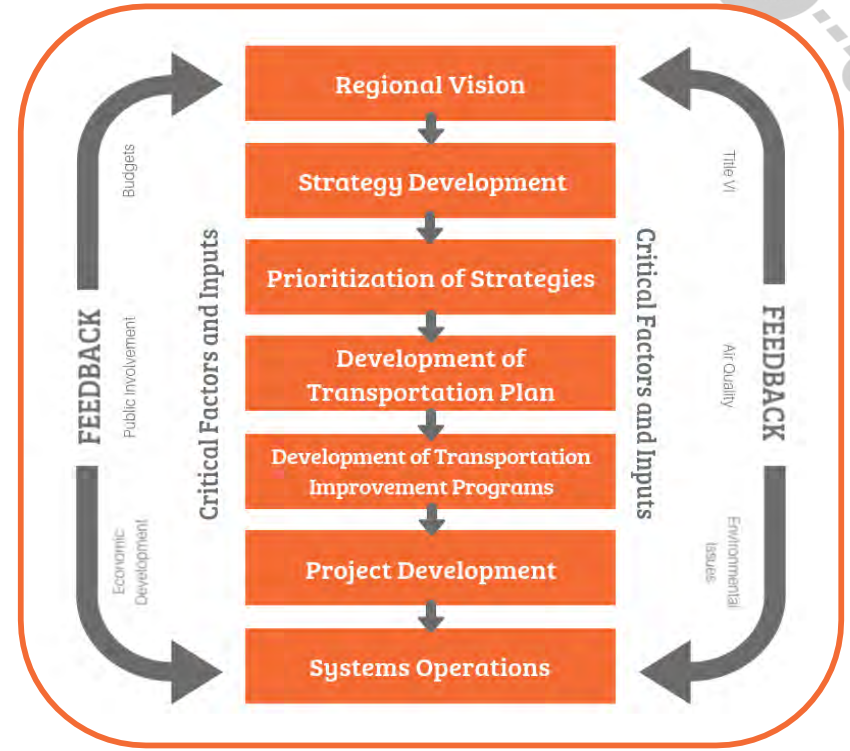 Regional Vision
Strategy Development
Prioritization of Strategies
Development of
Transportation Plan
Development of Transportation
Improvement Programs
Project Development
Systems Operations
FEEDBACK
Budgets
Public Involvement
Economic
Development
Critical Factors and Inputs
Critical Factors and Inputs
Title VI
Air Quality
Environmental
Issues
FEEDBACK